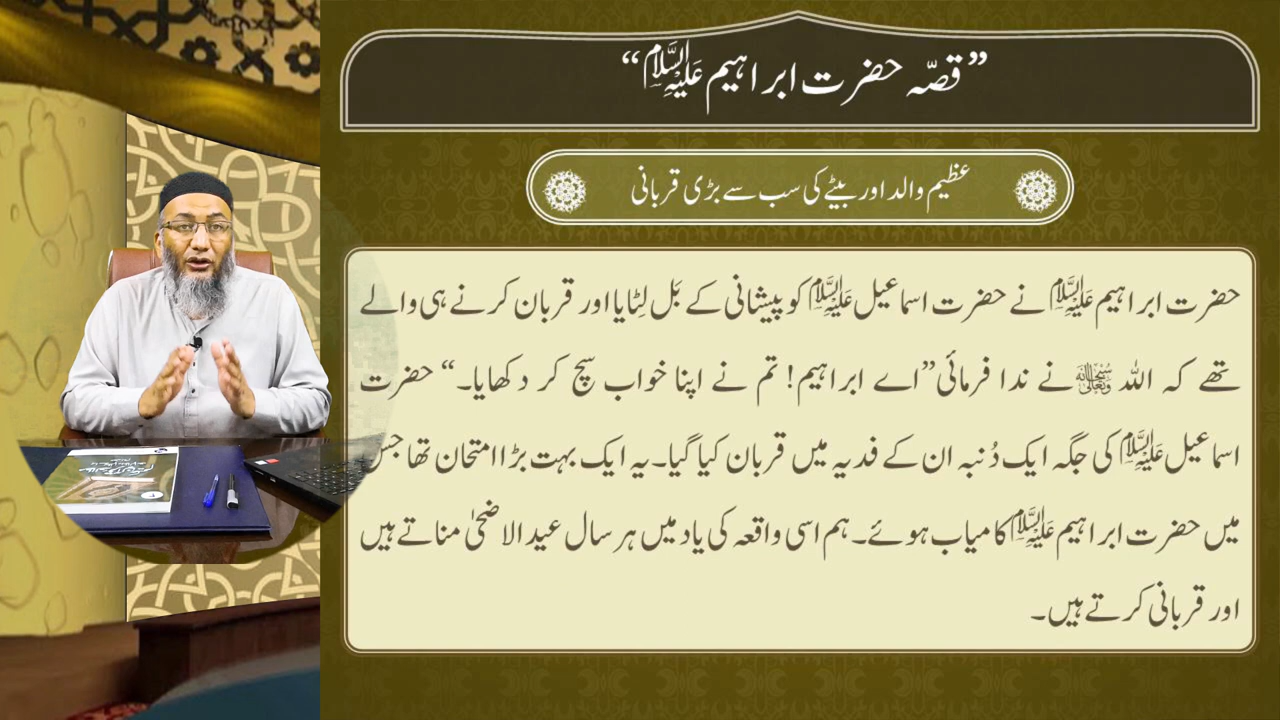 ”قصّہ حضرت ابراہیم علیہ السلام“
عظیم والد اور بیٹے کی سب سے بڑی قربانی
حضرت ابراہیم علیہ السلام نے حضرت اسماعیل علیہ السلام کو پیشانی کے بَل لِٹایا اور قربان کرنے ہی والے
تھے کہ اللہ سبحانہ وتعالیٰ نے ندا فرمائی”اے ابراہیم! تم نے اپنا خواب سچ کر دکھایا۔“ حضرت
اسماعیل علیہ السلام کی جگہ ایک دُنبہ ان کے فدیہ میں قربان کیا گیا۔ یہ ایک بہت بڑا امتحان تھا جس
میں حضرت ابراہیم علیہ السلام کامیاب ہوئے۔ ہم اسی واقعہ کی یاد میں ہر سال عید الاضحیٰ مناتے ہیں
اور قربانی کرتے ہیں۔